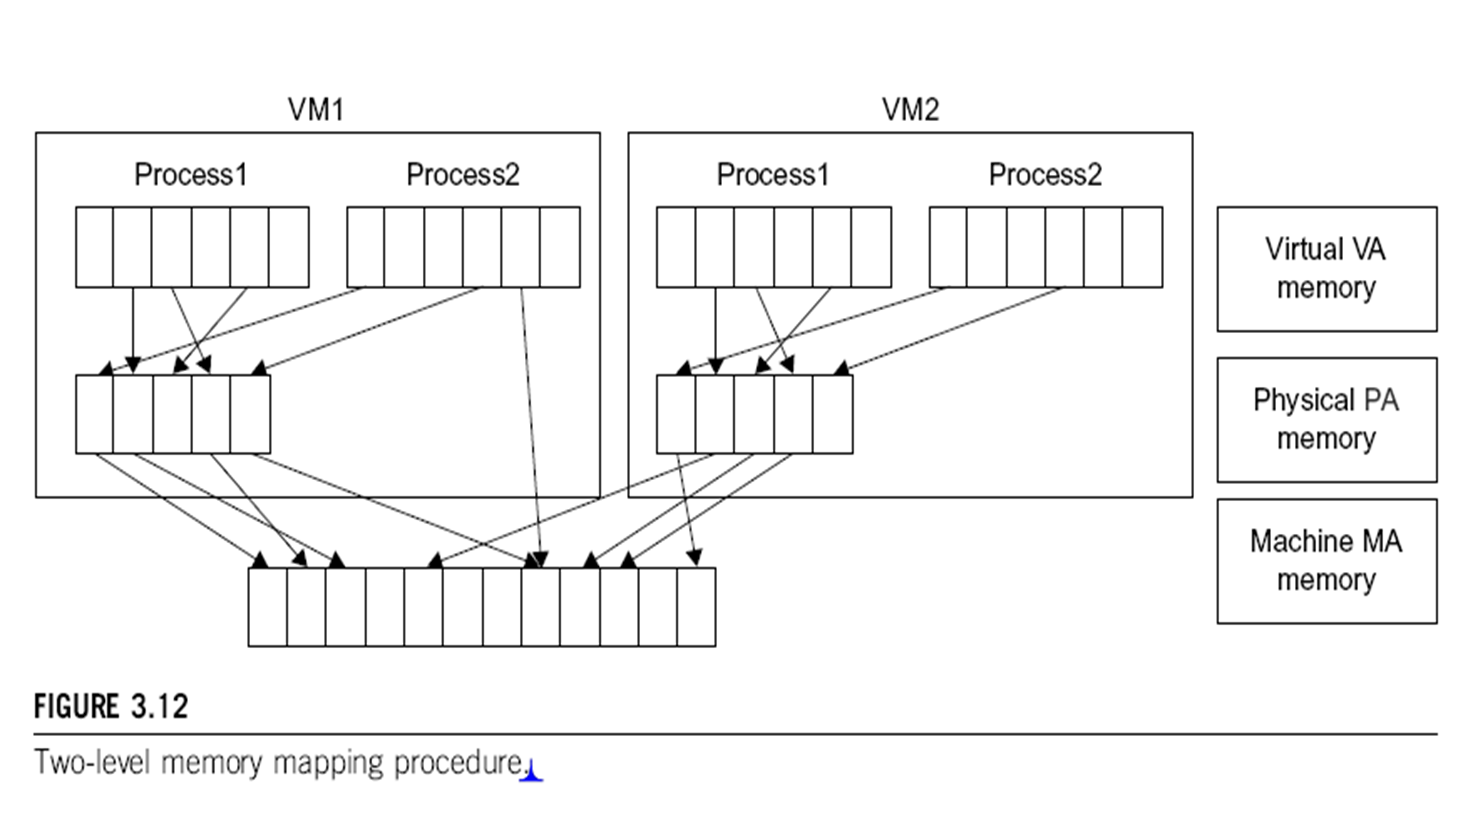 VM1
VM2
Process1
Process2
Process1
Process2
Virtual VA
memory
Physical PA
memory
Machine MA
memory
FIGURE 3.12
Two-level memory mapping procedure.